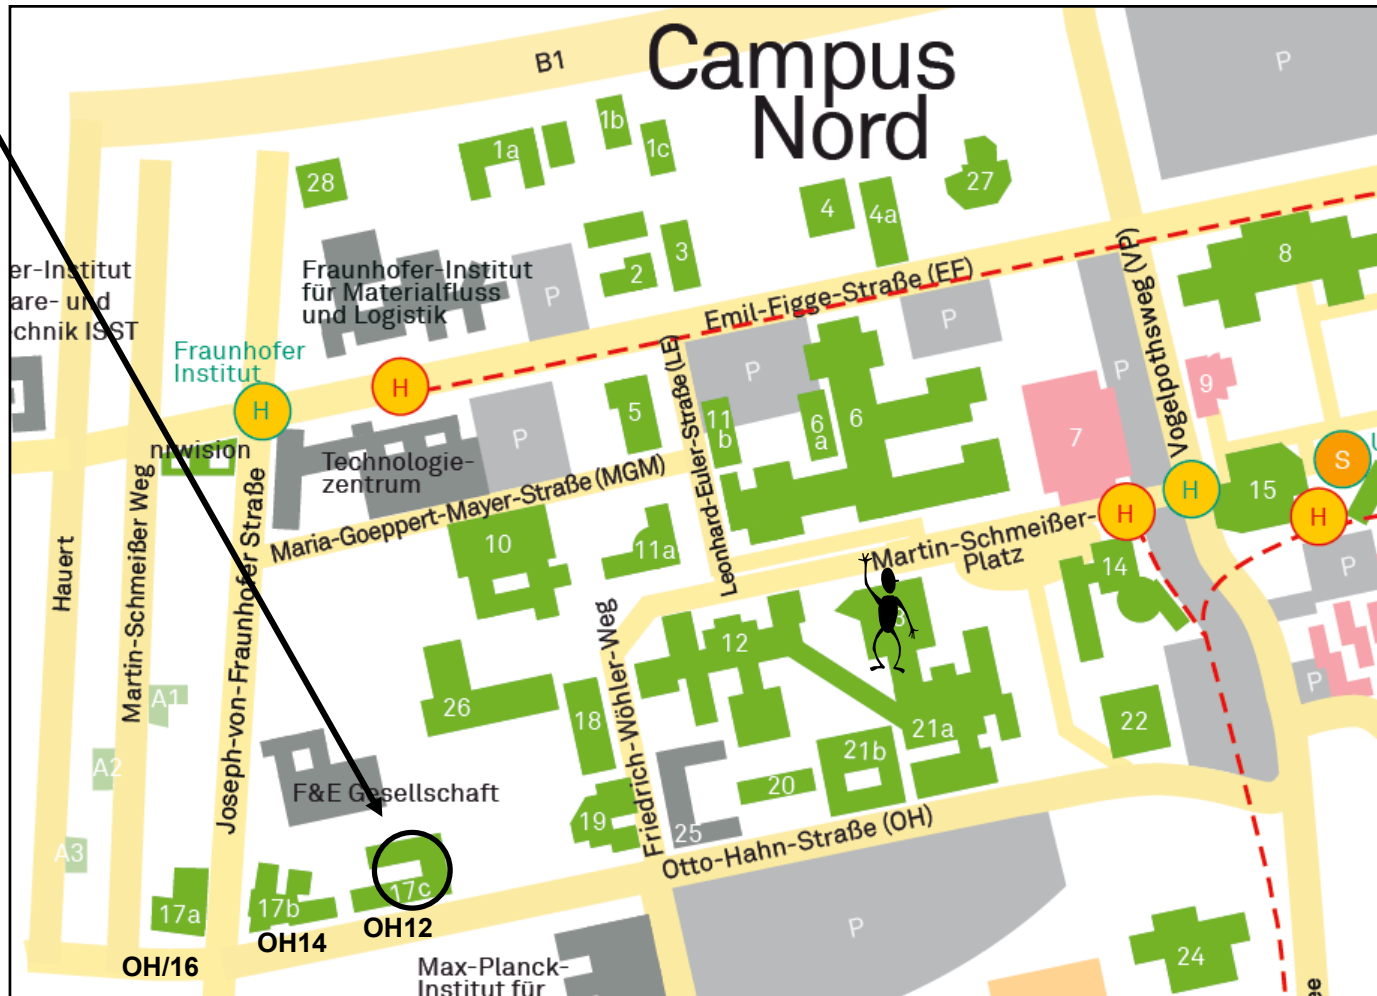 Campus
Nord
B1
P
1b
1c
1a
28
27
4
4a
3
2
8
er-Institut
are- und
echnik ISST
Fraunhofer-Institut
für Materialfluss
und Logistik
P
Emil-Figge-Straße (EF)
P
Vogelpothsweg (VP)
Fraunhofer
Institut
H
H
P
P
9
5
11
b
6
a
6
7
Leonhard-Euler-Straße (LE)
nrwision
Technologie-
zentrum
P
Maria-Goeppert-Mayer-Straße (MGM)
H
15
S
H
H
Hauert
Martin-Schmeißer Weg
Joseph-von-Fraunhofer Straße
10
11a
Martin-Schmeißer-
Platz
14
P
3
12
Friedrich-Wöhler-Weg
A1
26
18
21a
22
P
A2
21b
20
F&E Gesellschaft
19
25
Otto-Hahn-Straße (OH)
A3
17a
17b
17c
OH12
OH14
OH/16
P
24
Max-Planck-
Institut für
ee